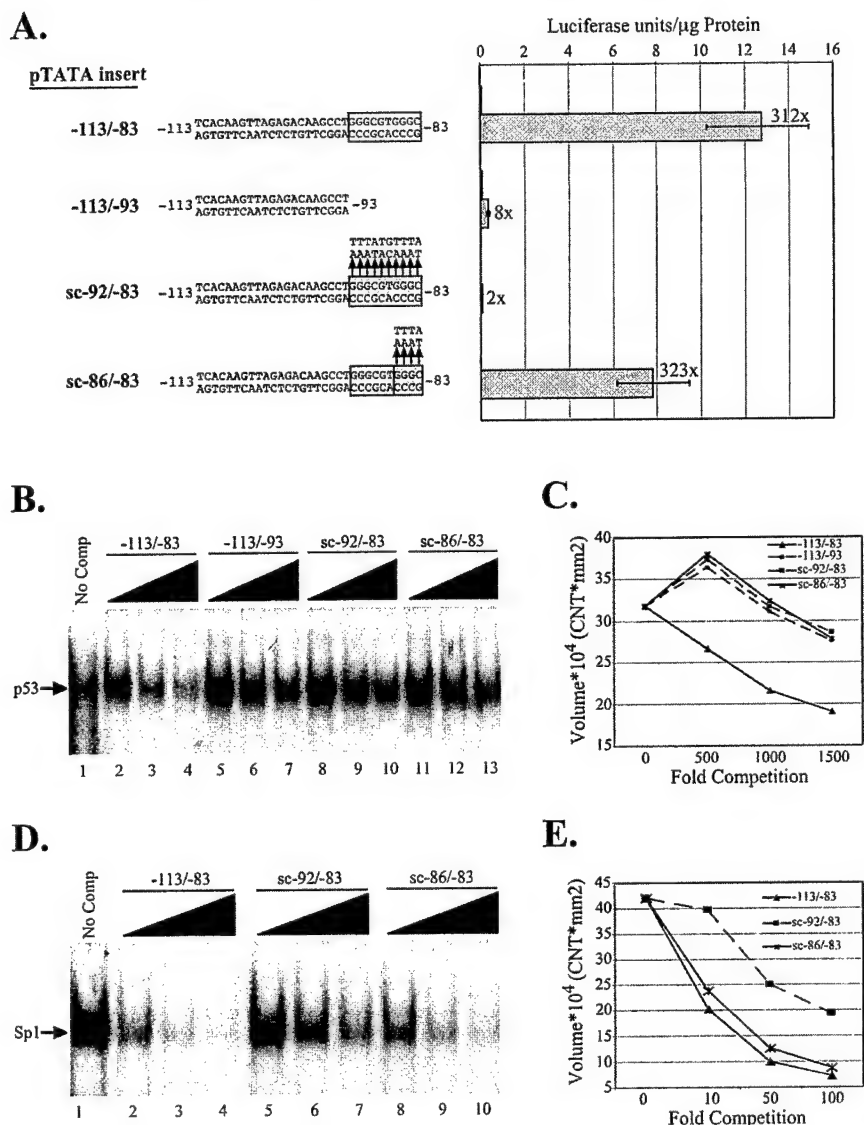 A.
Luciferase units/μg Protein
pTATA insert
0 2 4 6 8 10 12 14 16
-113/-83
-113 TCACAAGTTAGAGACAAGCCTGGGCGTGGGC -83
AGTGTTCAATCTCTGTTCGGACCCGCACCCG
312x
-113/-93
-113 TCACAAGTTAGAGACAAGCCT -93
AGTGTTCAATCTCTGTTCGGA
8x
TTTATGTTTA
AAATACAAAT
sc-92/-83
-113 TCACAAGTTAGAGACAAGCCTGGGCGTGGGC -83
AGTGTTCAATCTCTGTTCGGACCCGCACCCG
2x
TTTA
AAAT
sc-86/-83
-113 TCACAAGTTAGAGACAAGCCTGGGCGTGGGC -83
AGTGTTCAATCTCTGTTCGGACCCGCACCCG
323x
B.
No Comp
-113/-83 -113/-93 sc-92/-83 sc-86/-83
p53
1 2 3 4 5 6 7 8 9 10 11 12 13
C.
Volume*10⁴ (CNT*mm2)
40
35
30
25
20
15
-113/-83
-113/-93
sc-92/-83
sc-86/-83
0 500 1000 1500
Fold Competition
D.
No Comp
-113/-83 sc-92/-83 sc-86/-83
Sp1
1 2 3 4 5 6 7 8 9 10
E.
Volume*10⁴ (CNT*mm2)
45
40
35
30
25
20
15
10
5
-113/-83
sc-92/-83
sc-86/-83
0 10 50 100
Fold Competition